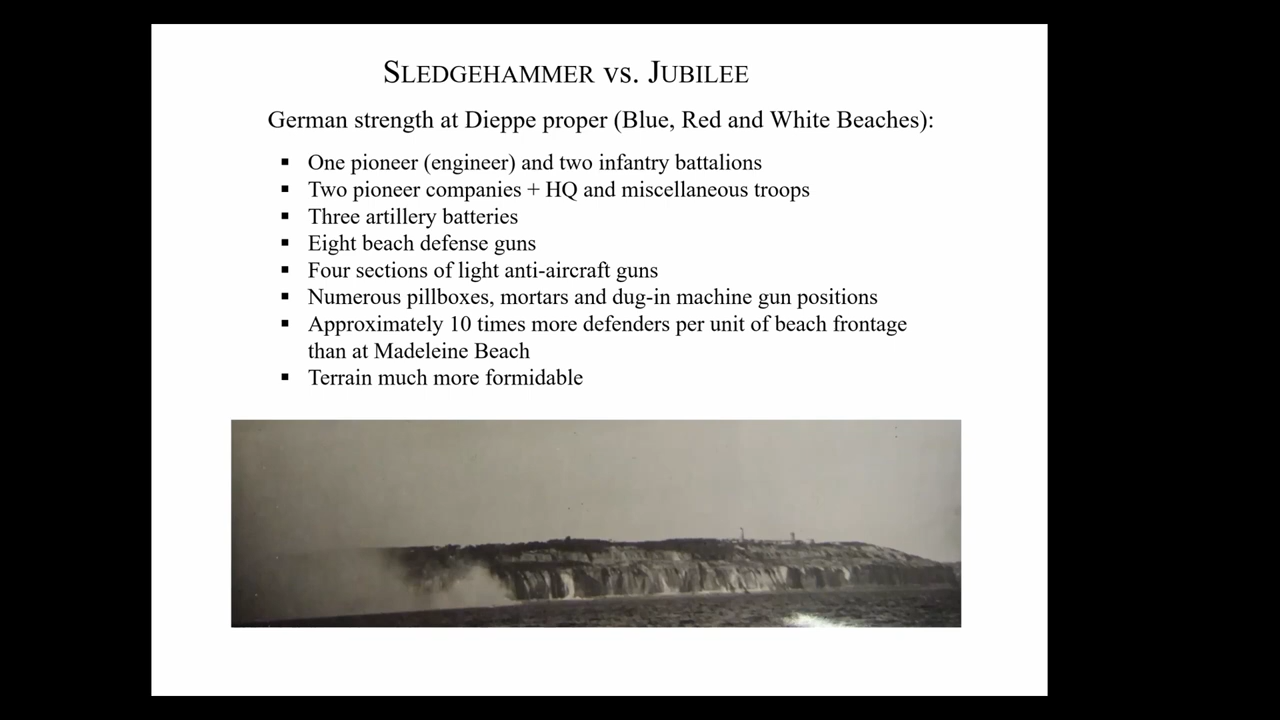 SLEDGEHAMMER VS. JUBILEE
German strength at Dieppe proper (Blue, Red and White Beaches):
▪ One pioneer (engineer) and two infantry battalions
▪ Two pioneer companies + HQ and miscellaneous troops
▪ Three artillery batteries
▪ Eight beach defense guns
▪ Four sections of light anti-aircraft guns
▪ Numerous pillboxes, mortars and dug-in machine gun positions
▪ Approximately 10 times more defenders per unit of beach frontage
than at Madeleine Beach
▪ Terrain much more formidable